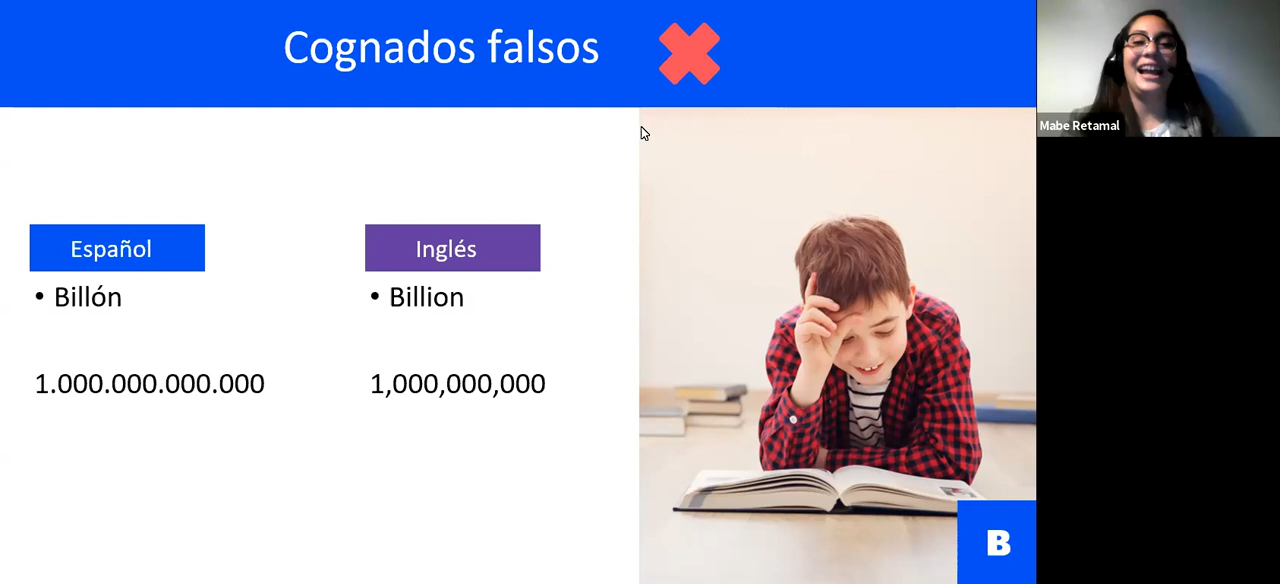 Cognados falsos
Mabe Retamal
Español
Inglés
• Billón
• Billion
1.000.000.000.000
1,000,000,000
B